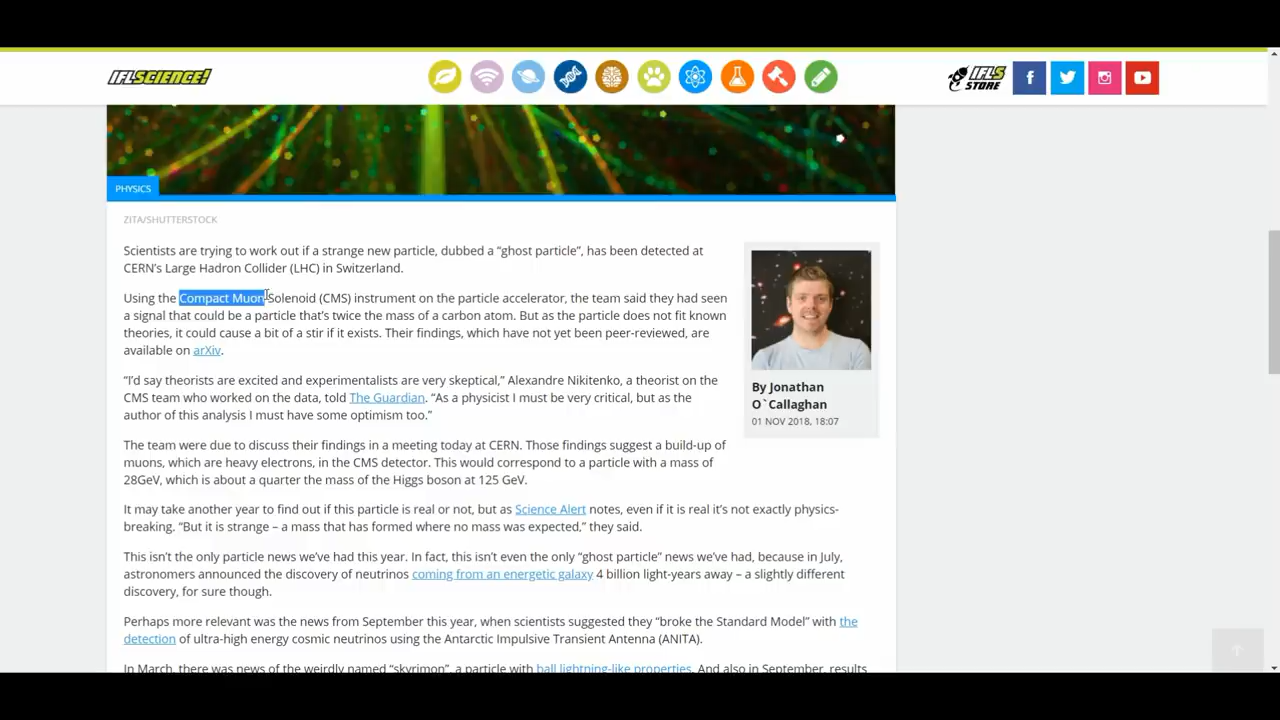 IFLSCIENCE!
IFLS
STORE
PHYSICS
ZITA/SHUTTERSTOCK
Scientists are trying to work out if a strange new particle, dubbed a “ghost particle”, has been detected at
CERN’s Large Hadron Collider (LHC) in Switzerland.
Using the Compact Muon Solenoid (CMS) instrument on the particle accelerator, the team said they had seen
a signal that could be a particle that’s twice the mass of a carbon atom. But as the particle does not fit known
theories, it could cause a bit of a stir if it exists. Their findings, which have not yet been peer-reviewed, are
available on arXiv.
“I’d say theorists are excited and experimentalists are very skeptical,” Alexandre Nikitenko, a theorist on the
CMS team who worked on the data, told The Guardian. “As a physicist I must be very critical, but as the
author of this analysis I must have some optimism too.”
By Jonathan
O`Callaghan
01 NOV 2018, 18:07
The team were due to discuss their findings in a meeting today at CERN. Those findings suggest a build-up of
muons, which are heavy electrons, in the CMS detector. This would correspond to a particle with a mass of
28GeV, which is about a quarter the mass of the Higgs boson at 125 GeV.
It may take another year to find out if this particle is real or not, but as Science Alert notes, even if it is real it’s not exactly physics-
breaking. “But it is strange – a mass that has formed where no mass was expected,” they said.
This isn’t the only particle news we’ve had this year. In fact, this isn’t even the only “ghost particle” news we’ve had, because in July,
astronomers announced the discovery of neutrinos coming from an energetic galaxy 4 billion light-years away – a slightly different
discovery, for sure though.
Perhaps more relevant was the news from September this year, when scientists suggested they “broke the Standard Model” with the
detection of ultra-high energy cosmic neutrinos using the Antarctic Impulsive Transient Antenna (ANITA).
In March, there was news of the weirdly named “skyrimon”, a particle with ball lightning-like properties. And also in September, results